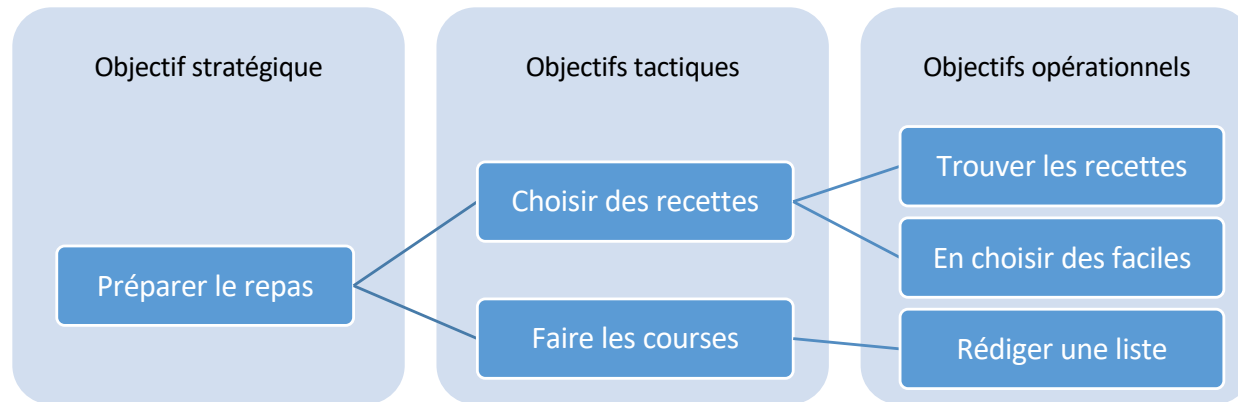 Objectif stratégique
Objectifs tactiques
Objectifs opérationnels
Préparer le repas
Choisir des recettes
Faire les courses
Trouver les recettes
En choisir des faciles
Rédiger une liste